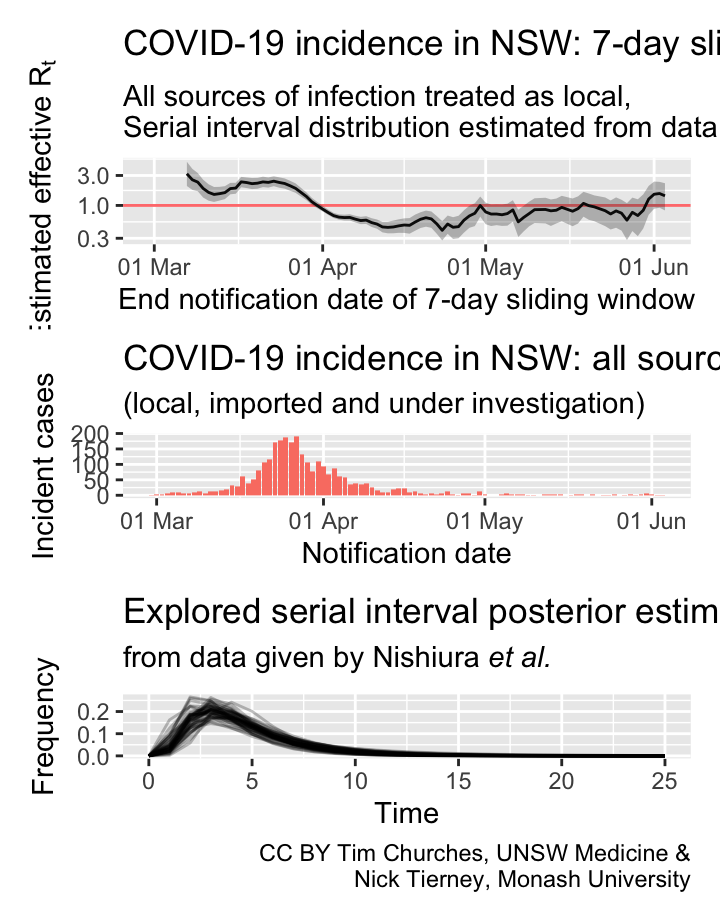 COVID-19 incidence in NSW: 7-day sli
All sources of infection treated as local,
Serial interval distribution estimated from data
:stimated effective Rt
3.0
1.0
0.3
01 Mar 01 Apr 01 May 01 Jun
End notification date of 7-day sliding window
COVID-19 incidence in NSW: all sourc
(local, imported and under investigation)
Incident cases
200
150
100
50
0
01 Mar 01 Apr 01 May 01 Jun
Notification date
Explored serial interval posterior estim
from data given by Nishiura et al.
Frequency
0.2
0.1
0.0
0 5 10 15 20 25
Time
CC BY Tim Churches, UNSW Medicine &
Nick Tierney, Monash University